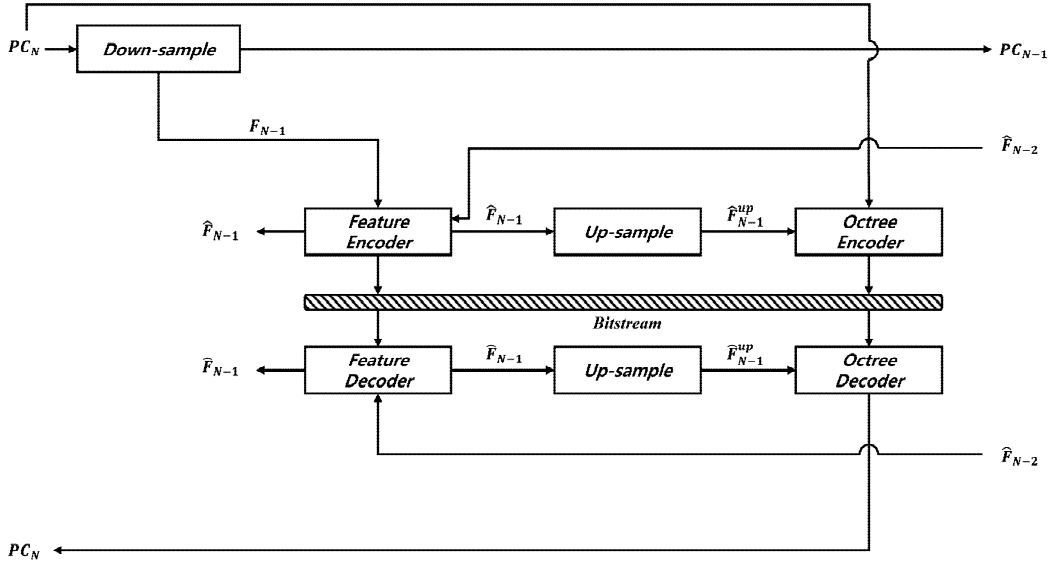 PC_N
Down-sample
PC_{N−1}
F_{N−1}
F̂_{N−2}
F̂_{N−1}
Feature
Encoder
F̂_{N−1}
Up-sample
F̂^{up}_{N−1}
Octree
Encoder
Bitstream
F̂_{N−1}
Feature
Decoder
F̂_{N−1}
Up-sample
F̂^{up}_{N−1}
Octree
Decoder
F̂_{N−2}
PC_N